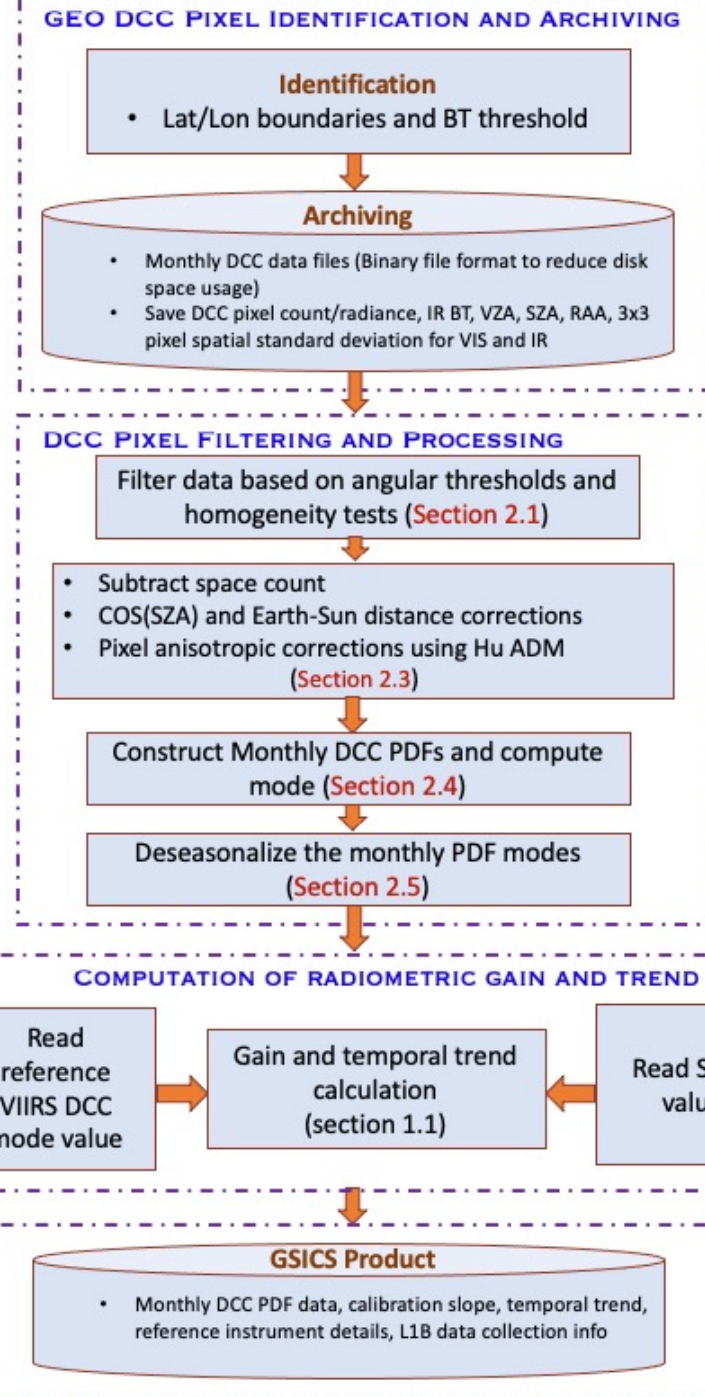 GEO DCC PIXEL IDENTIFICATION AND ARCHIVING
Identification
• Lat/Lon boundaries and BT threshold
Archiving
• Monthly DCC data files (Binary file format to reduce disk
space usage)
• Save DCC pixel count/radiance, IR BT, VZA, SZA, RAA, 3x3
pixel spatial standard deviation for VIS and IR
DCC PIXEL FILTERING AND PROCESSING
Filter data based on angular thresholds and
homogeneity tests (Section 2.1)
• Subtract space count
• COS(SZA) and Earth-Sun distance corrections
• Pixel anisotropic corrections using Hu ADM
(Section 2.3)
Construct Monthly DCC PDFs and compute
mode (Section 2.4)
Deseasonalize the monthly PDF modes
(Section 2.5)
COMPUTATION OF RADIOMETRIC GAIN AND TREND
Read
reference
VIIRS DCC
mode value
Gain and temporal trend
calculation
(section 1.1)
Read
GSICS Product
• Monthly DCC PDF data, calibration slope, temporal trend,
reference instrument details, L1B data collection info